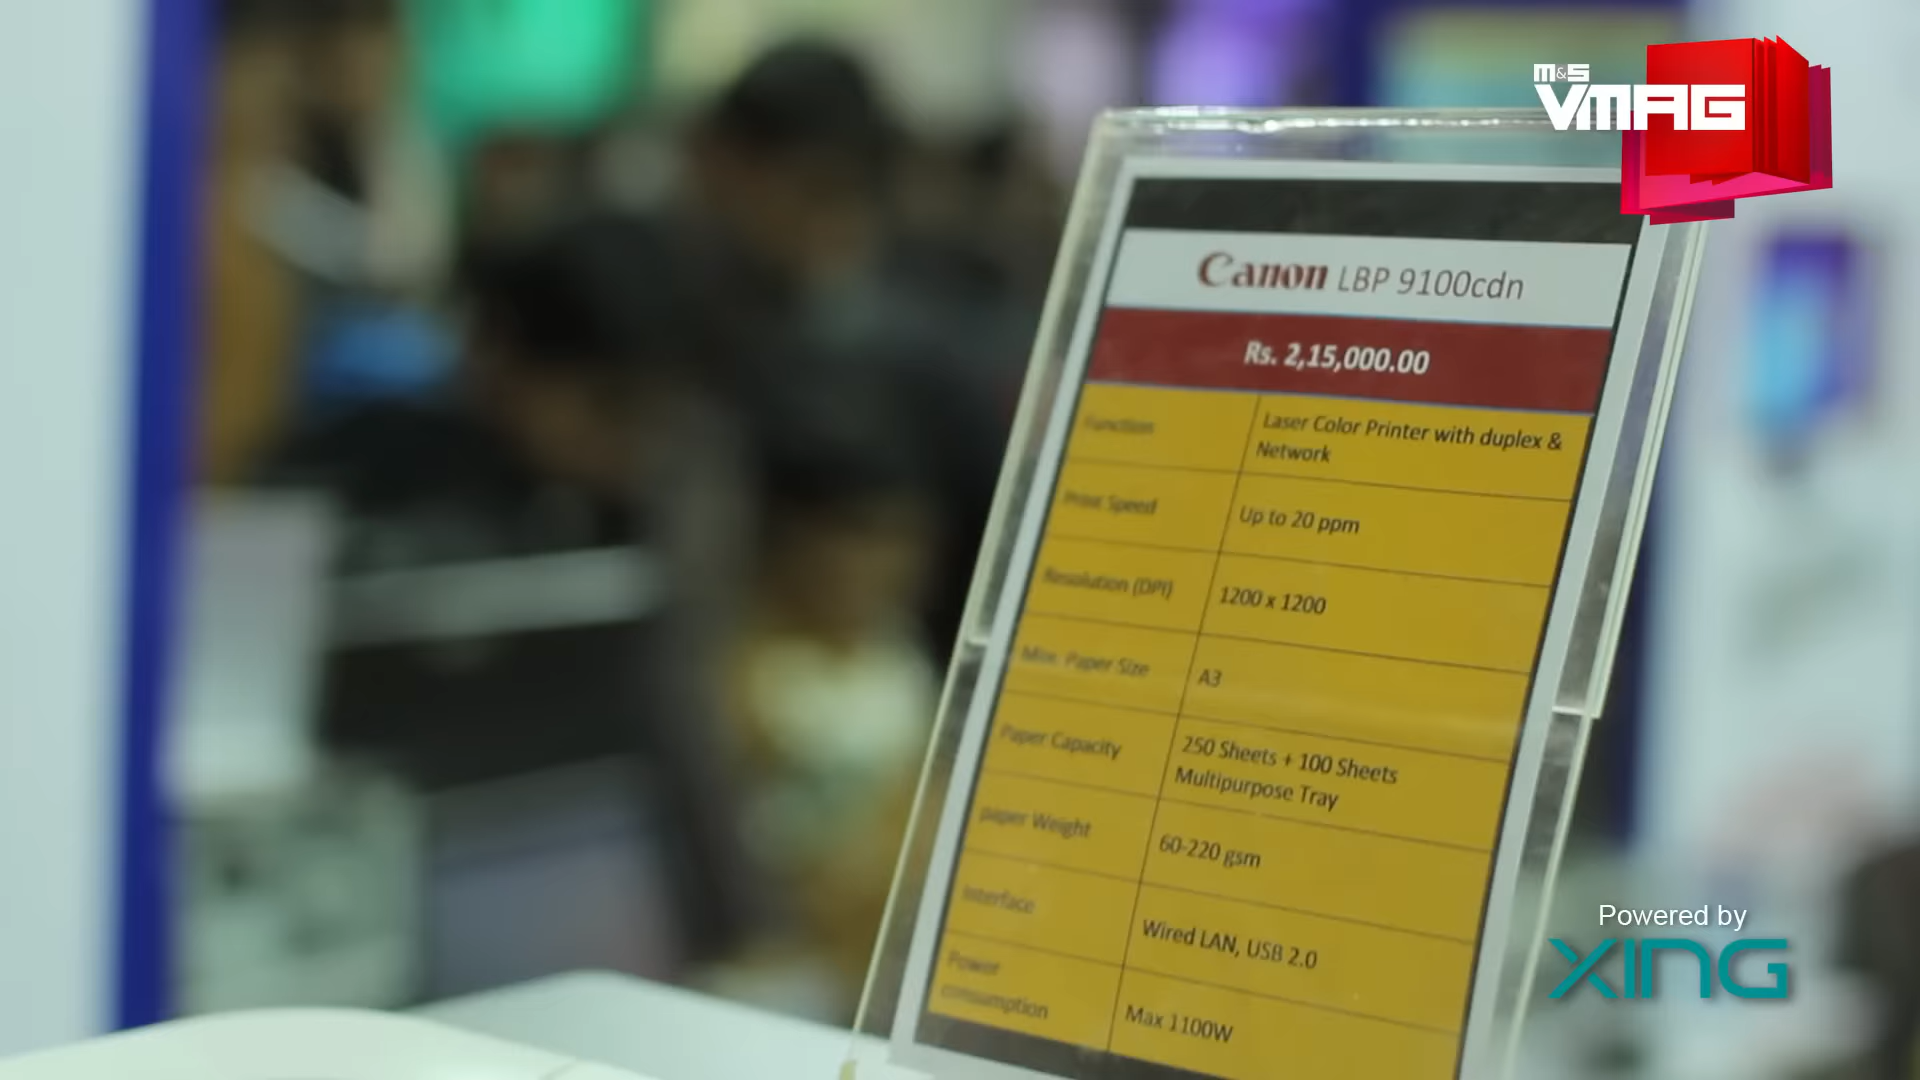 M&S
VMAG
Canon LBP 9100cdn
Rs. 2,15,000.00
Function
Laser Color Printer with duplex &
Network
Print Speed
Up to 20 ppm
Resolution (DPI)
1200 x 1200
Max. Paper Size
A3
Paper Capacity
250 Sheets + 100 Sheets
Multipurpose Tray
paper Weight
60-220 gsm
Interface
Wired LAN, USB 2.0
Power
consumption
Max 1100W
Powered by
XING